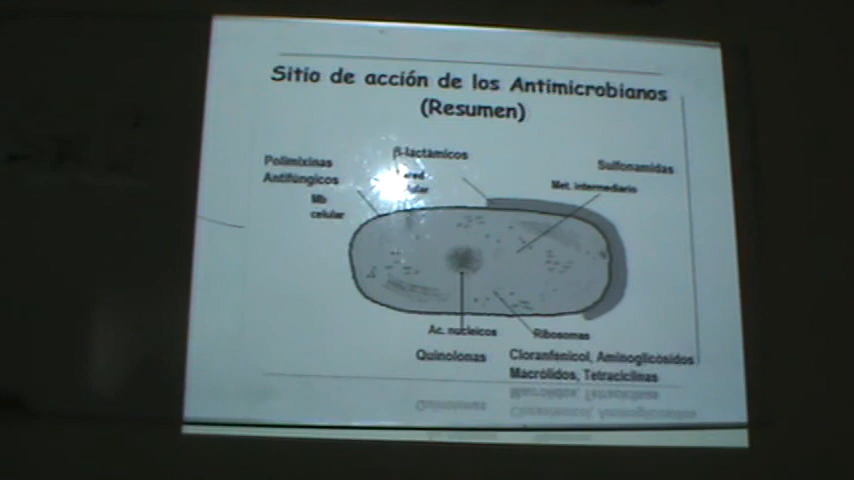 Sitio de acción de los Antimicrobianos
(Resumen)
Polimixinas
Antifúngicos
Mb
celular
β-lactámicos
Sulfonamidas
Met. intermediario
Ac. nucleicos
Quinolonas
Ribosomas
Cloranfenicol, Aminoglicósidos
Macrólidos, Tetraciclinas